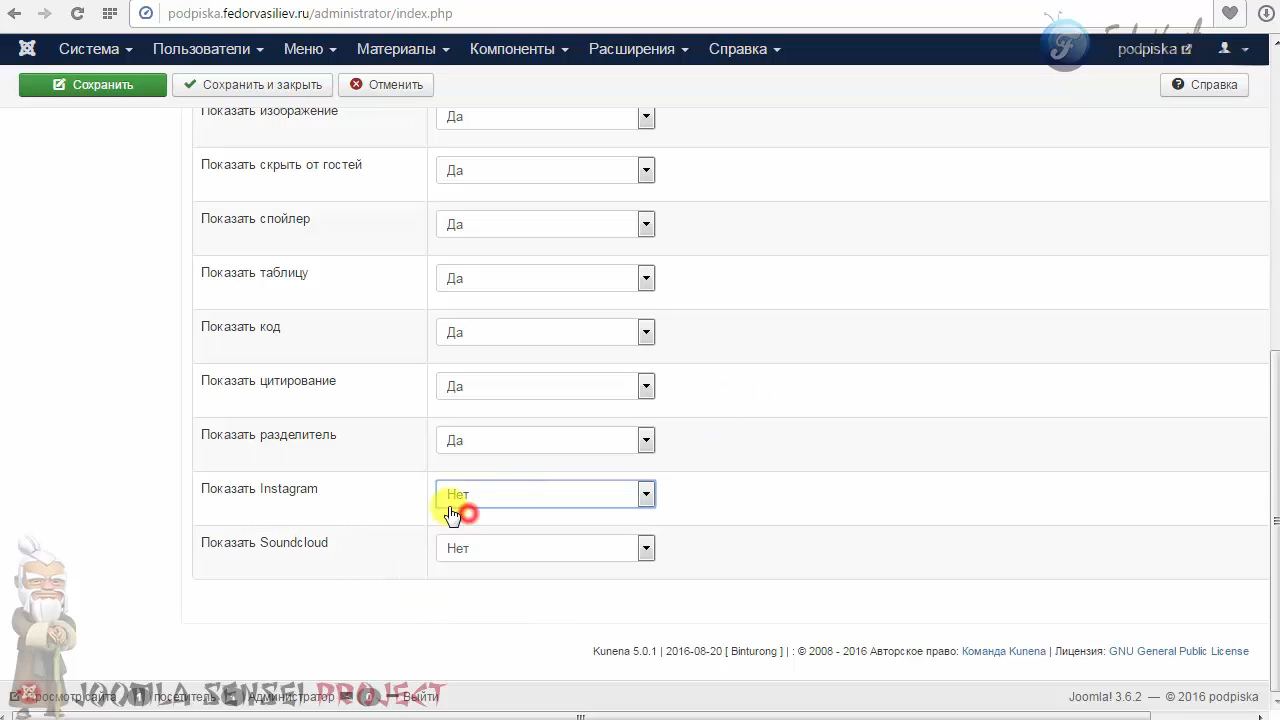 podpiska.fedorvasiliev.ru/administrator/index.php
Система Пользователи Меню Материалы Компоненты Расширения Справка podpiska
Сохранить Сохранить и закрыть Отменить Справка
Показать изображение Да
Показать скрыть от гостей Да
Показать спойлер Да
Показать таблицу Да
Показать код Да
Показать цитирование Да
Показать разделитель Да
Показать Instagram Нет
Показать Soundcloud Нет
Kunena 5.0.1 | 2016-08-20 [ Binturong ] | : © 2008 - 2016 Авторское право: Команда Kunena | Лицензия: GNU General Public License
JOOMLA SENSEI PROJECT
Администратор Выйти Joomla! 3.6.2 — © 2016 podpiska